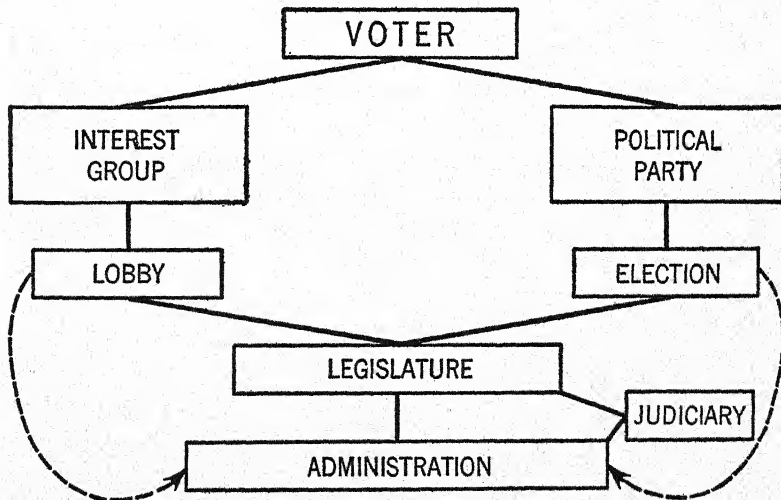 VOTER
INTEREST
GROUP
POLITICAL
PARTY
LOBBY
ELECTION
LEGISLATURE
JUDICIARY
ADMINISTRATION